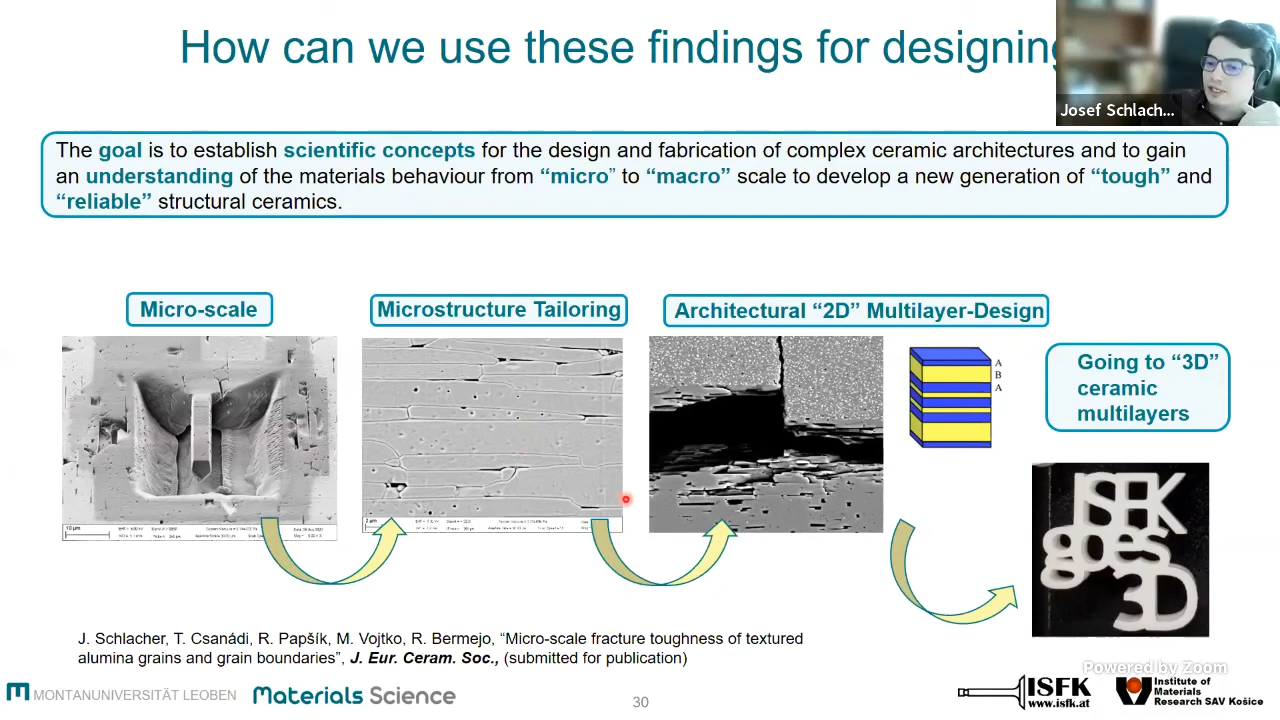 How can we use these findings for designing
Josef Schlach...
The goal is to establish scientific concepts for the design and fabrication of complex ceramic architectures and to gain
an understanding of the materials behaviour from “micro” to “macro” scale to develop a new generation of “tough” and
“reliable” structural ceramics.
Micro-scale
Microstructure Tailoring
Architectural “2D” Multilayer-Design
A
B
A
Going to “3D”
ceramic
multilayers
10 µm
2 µm
ISFK
goes
3D
J. Schlacher, T. Csanádi, R. Papšík, M. Vojtko, R. Bermejo, “Micro-scale fracture toughness of textured
alumina grains and grain boundaries”, J. Eur. Ceram. Soc., (submitted for publication)
Powered by Zoom
MONTANUNIVERSITÄT LEOBEN
Materials Science
30
ISFK
www.isfk.at
Institute of
Materials
Research SAV Košice